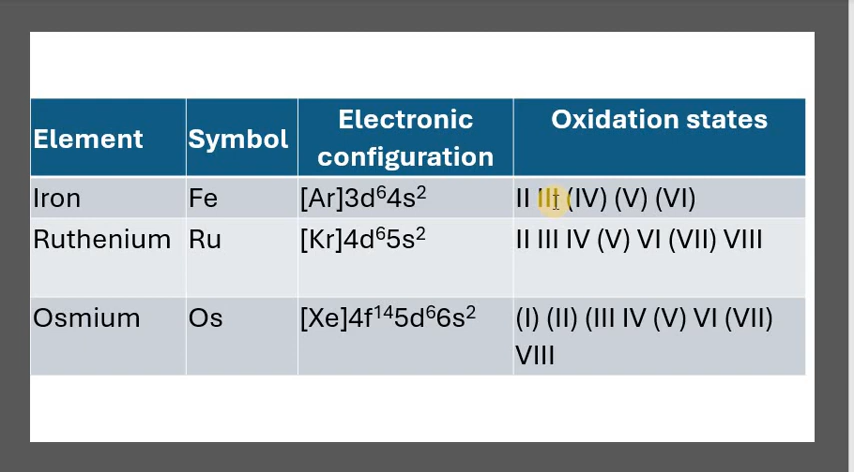 Element Symbol Electronic configuration Oxidation states
Iron Fe [Ar]3d⁶4s² II III (IV) (V) (VI)
Ruthenium Ru [Kr]4d⁶5s² II III IV (V) VI (VII) VIII
Osmium Os [Xe]4f¹⁴5d⁶6s² (I) (II) (III IV (V) VI (VII)
VIII